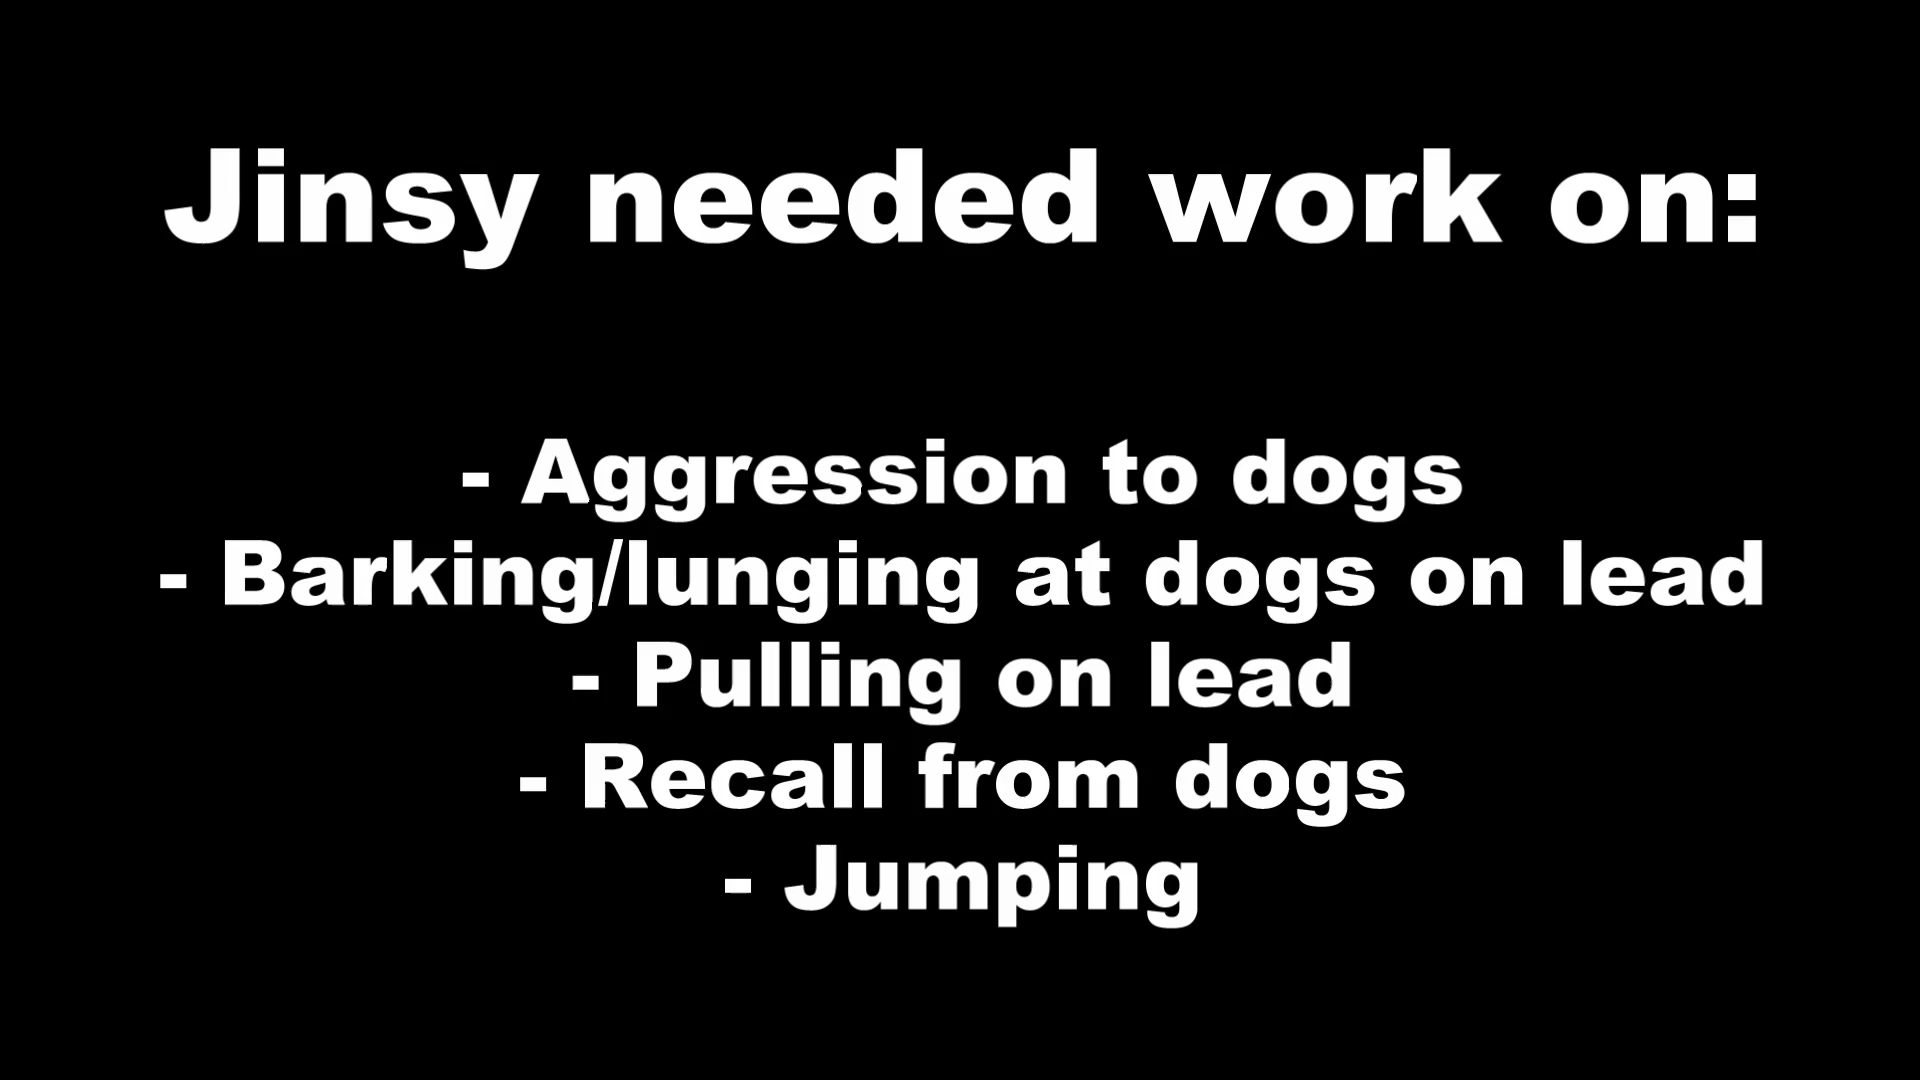 Jinsy needed work on:
- Aggression to dogs
- Barking/lunging at dogs on lead
- Pulling on lead
- Recall from dogs
- Jumping